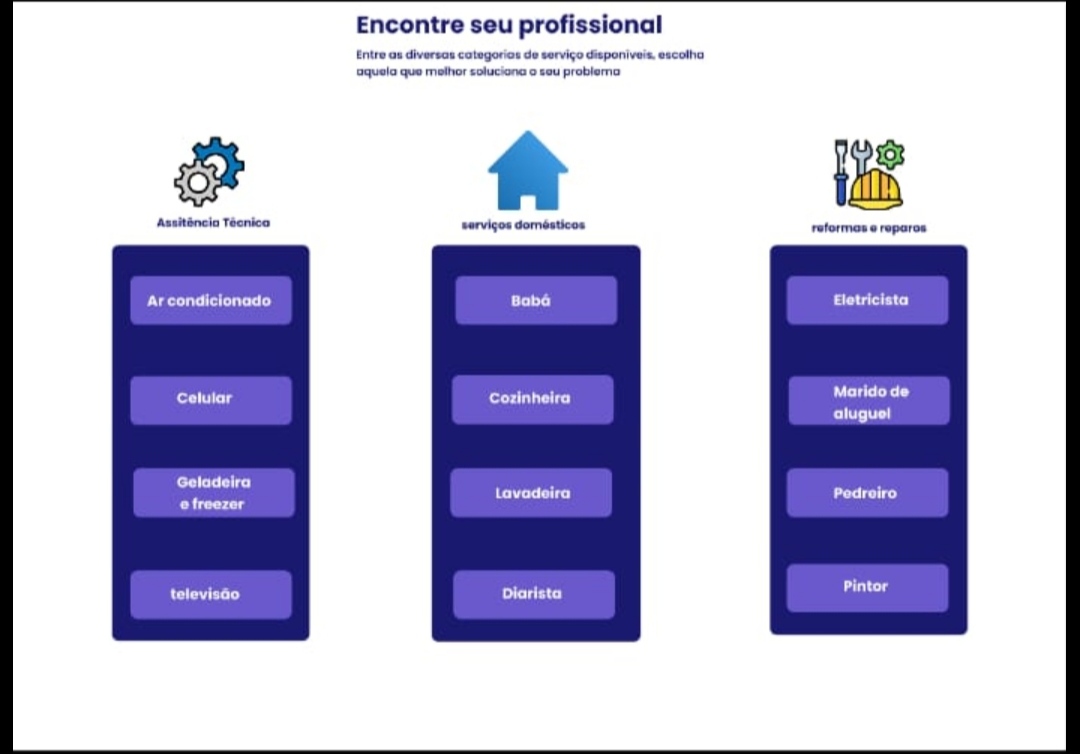 Encontre seu profissional
Entre as diversas categorias de serviço disponíveis, escolha
aquela que melhor soluciona o seu problema
Assitência Técnica
serviços domésticos
reformas e reparos
Ar condicionado
Celular
Geladeira
e freezer
televisão
Babá
Cozinheira
Lavadeira
Diarista
Eletricista
Marido de
aluguel
Pedreiro
Pintor